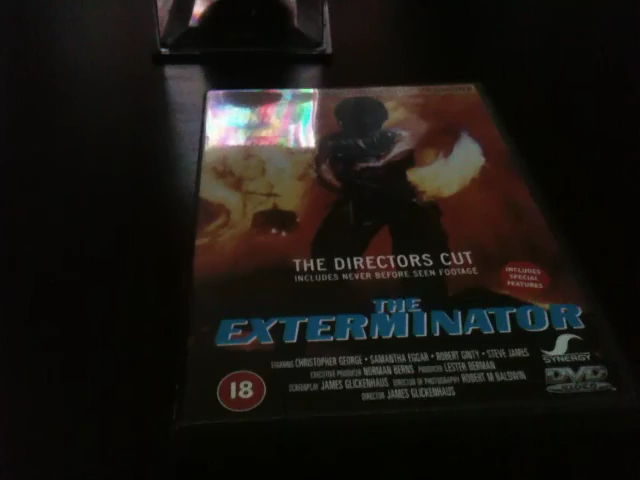 THE DIRECTORS CUT
INCLUDES NEVER BEFORE SEEN FOOTAGE
INCLUDES
SPECIAL
FEATURES
THE
EXTERMINATOR
STARRING CHRISTOPHER GEORGE • SAMANTHA EGGAR • ROBERT GINTY • STEVE JAMES
EXECUTIVE PRODUCER NORMAN BERNS PRODUCER LESTER BERMAN
SCREENPLAY JAMES GLICKENHAUS DIRECTOR OF PHOTOGRAPHY ROBERT M BALDWIN
DIRECTOR JAMES GLICKENHAUS
18
SYNERGY
DVD
VIDEO